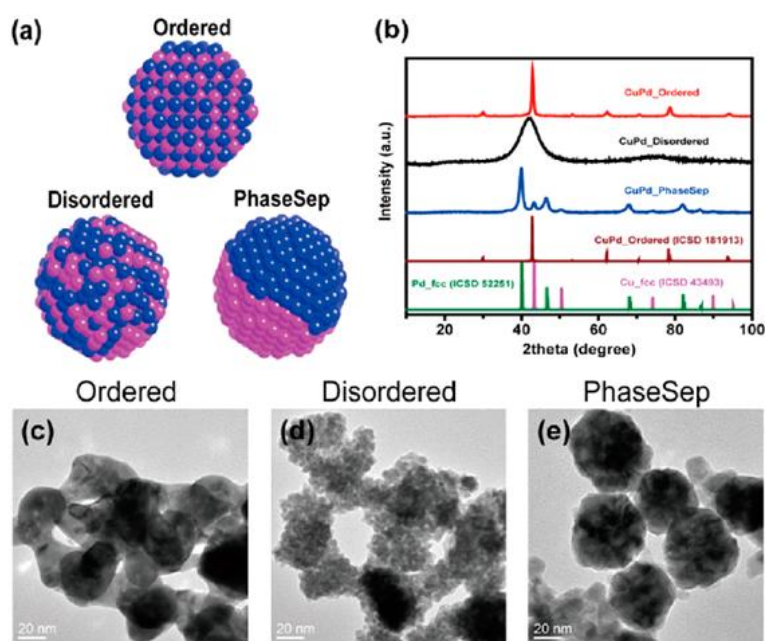 (a)
Ordered
Disordered
PhaseSep
(b)
CuPd_Ordered
CuPd_Disordered
CuPd_PhaseSep
CuPd_Ordered (ICSD 181913)
Pd_fcc (ICSD 52251)
Cu_fcc (ICSD 43493)
Intensity (a.u.)
20 40 60 80 100
2theta (degree)
Ordered
Disordered
PhaseSep
(c)
(d)
(e)
20 nm
20 nm
20 nm